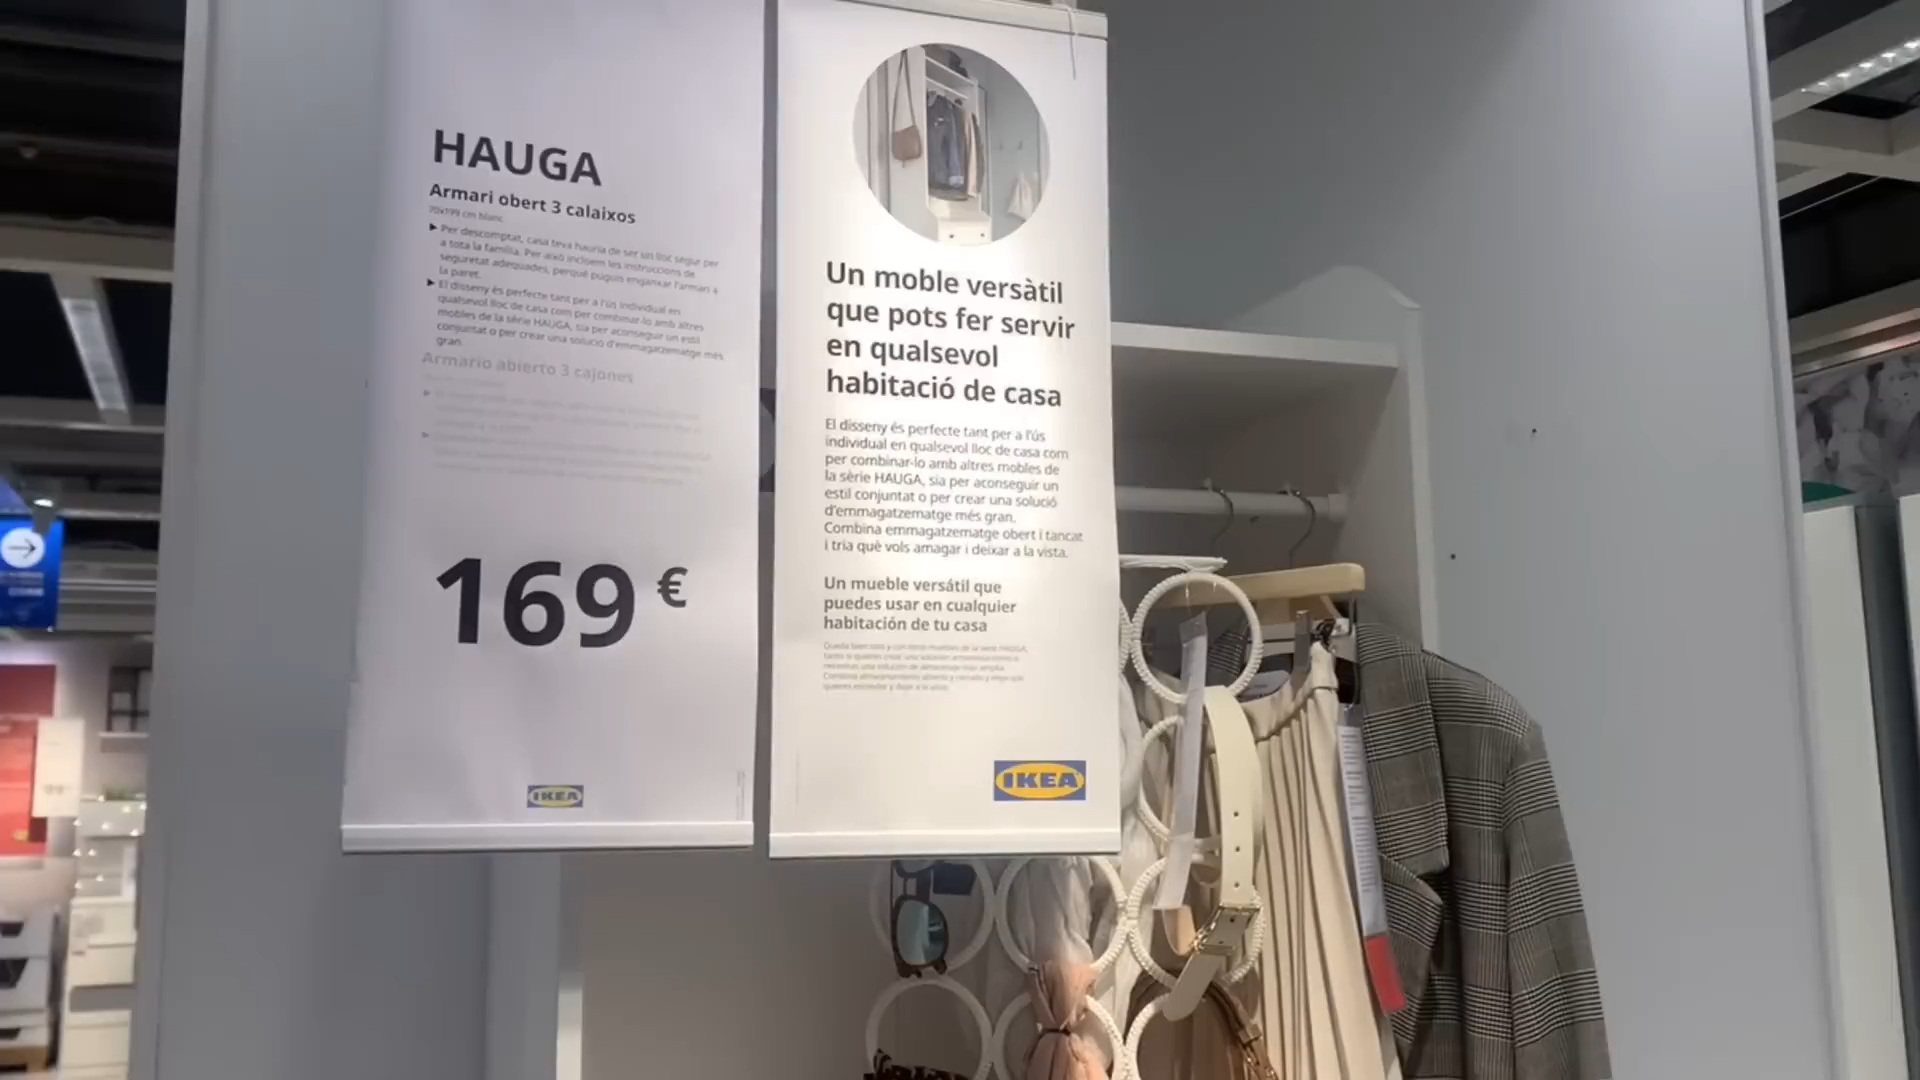 HAUGA
Armari obert 3 calaixos
70x199 cm blanc
Per descomptat, casa teva hauria de ser un lloc segur per
a tota la família. Per això incloem les instruccions de
seguretat adequades, perquè puguis enganxar l'armari a
la paret.
El disseny és perfecte tant per a l'ús individual en
qualsevol lloc de casa com per combinar-lo amb altres
mobles de la sèrie HAUGA, sia per aconseguir un estil
conjuntat o per crear una solució d'emmagatzematge més
gran.
Armario abierto 3 cajones
169 €
IKEA
Un moble versàtil
que pots fer servir
en qualsevol
habitació de casa
El disseny és perfecte tant per a l'ús
individual en qualsevol lloc de casa com
per combinar-lo amb altres mobles de
la sèrie HAUGA, sia per aconseguir un
estil conjuntat o per crear una solució
d'emmagatzematge més gran.
Combina emmagatzematge obert i tancat
i tria què vols amagar i deixar a la vista.
Un mueble versátil que
puedes usar en cualquier
habitación de tu casa
IKEA